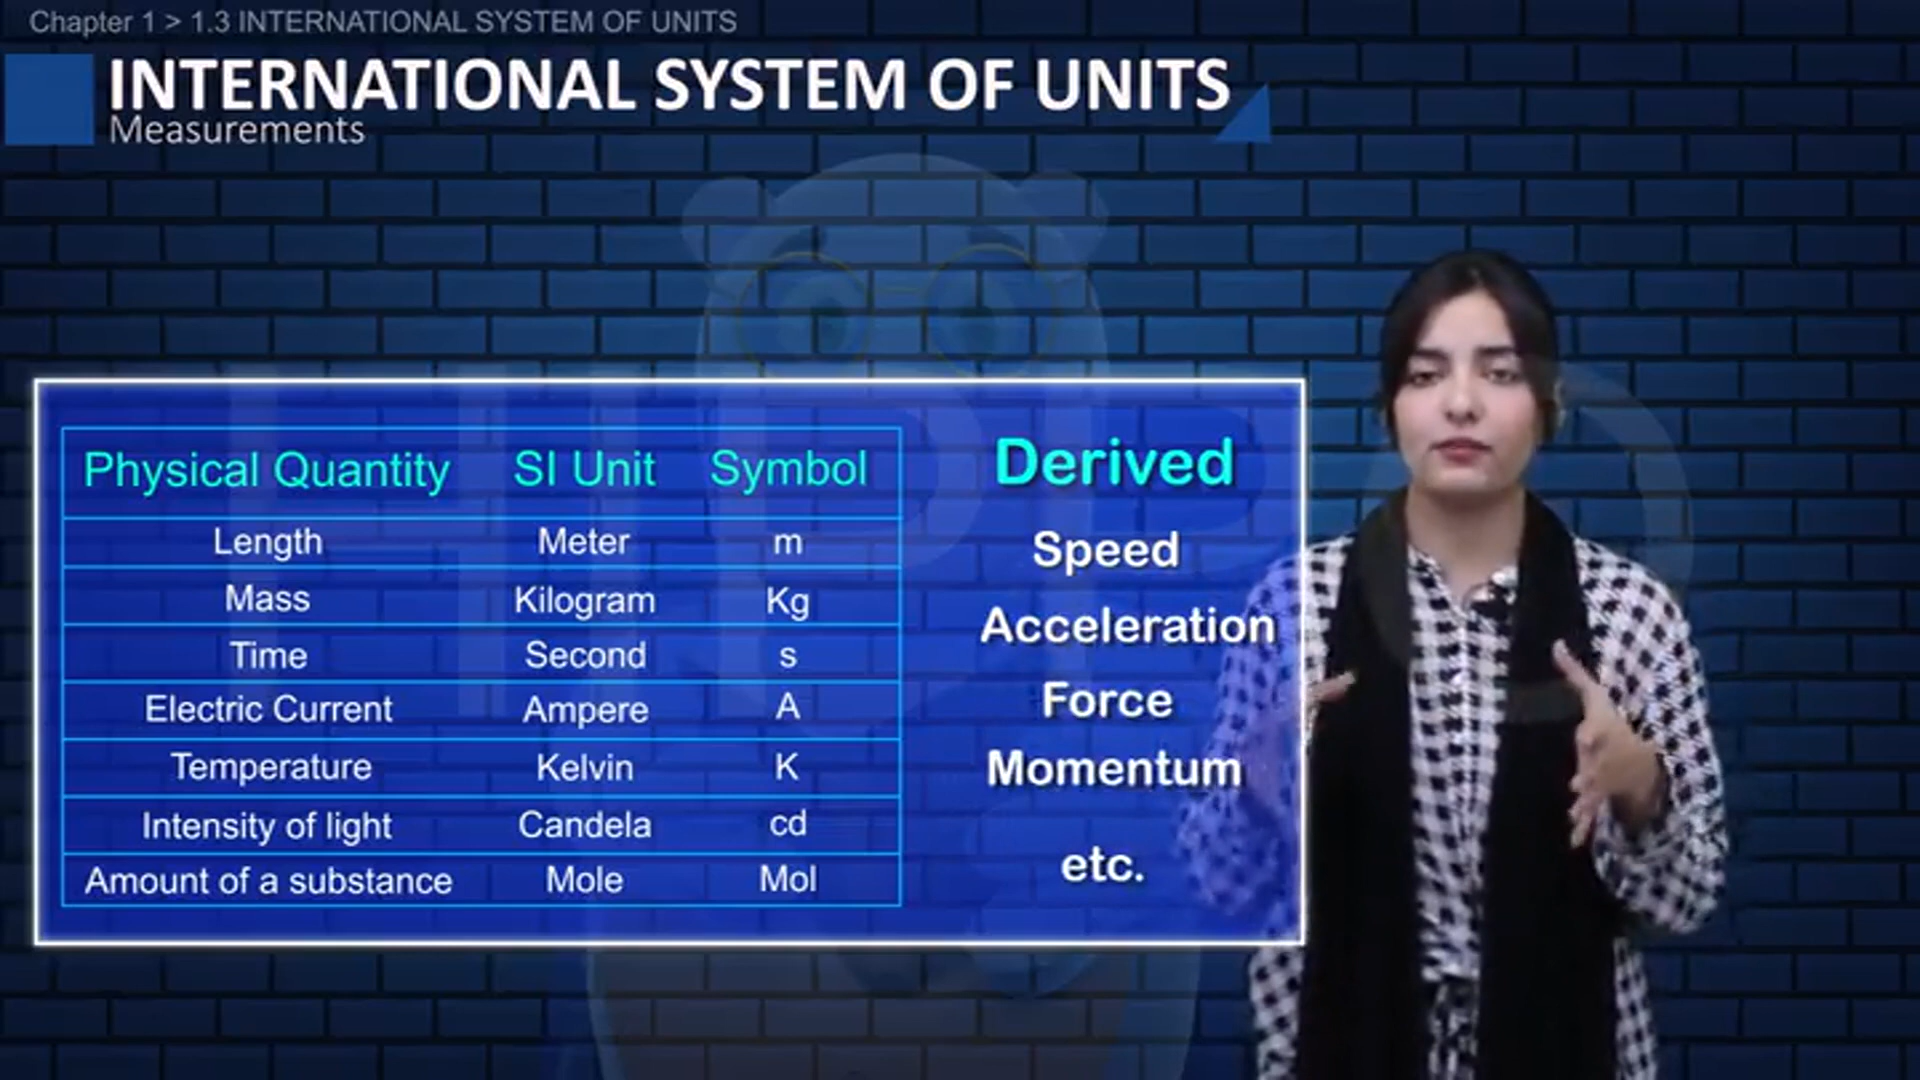 Chapter 1 > 1.3 INTERNATIONAL SYSTEM OF UNITS
INTERNATIONAL SYSTEM OF UNITS
Measurements
Physical Quantity SI Unit Symbol
Length Meter m
Mass Kilogram Kg
Time Second s
Electric Current Ampere A
Temperature Kelvin K
Intensity of light Candela cd
Amount of a substance Mole Mol
Derived
Speed
Acceleration
Force
Momentum
etc.